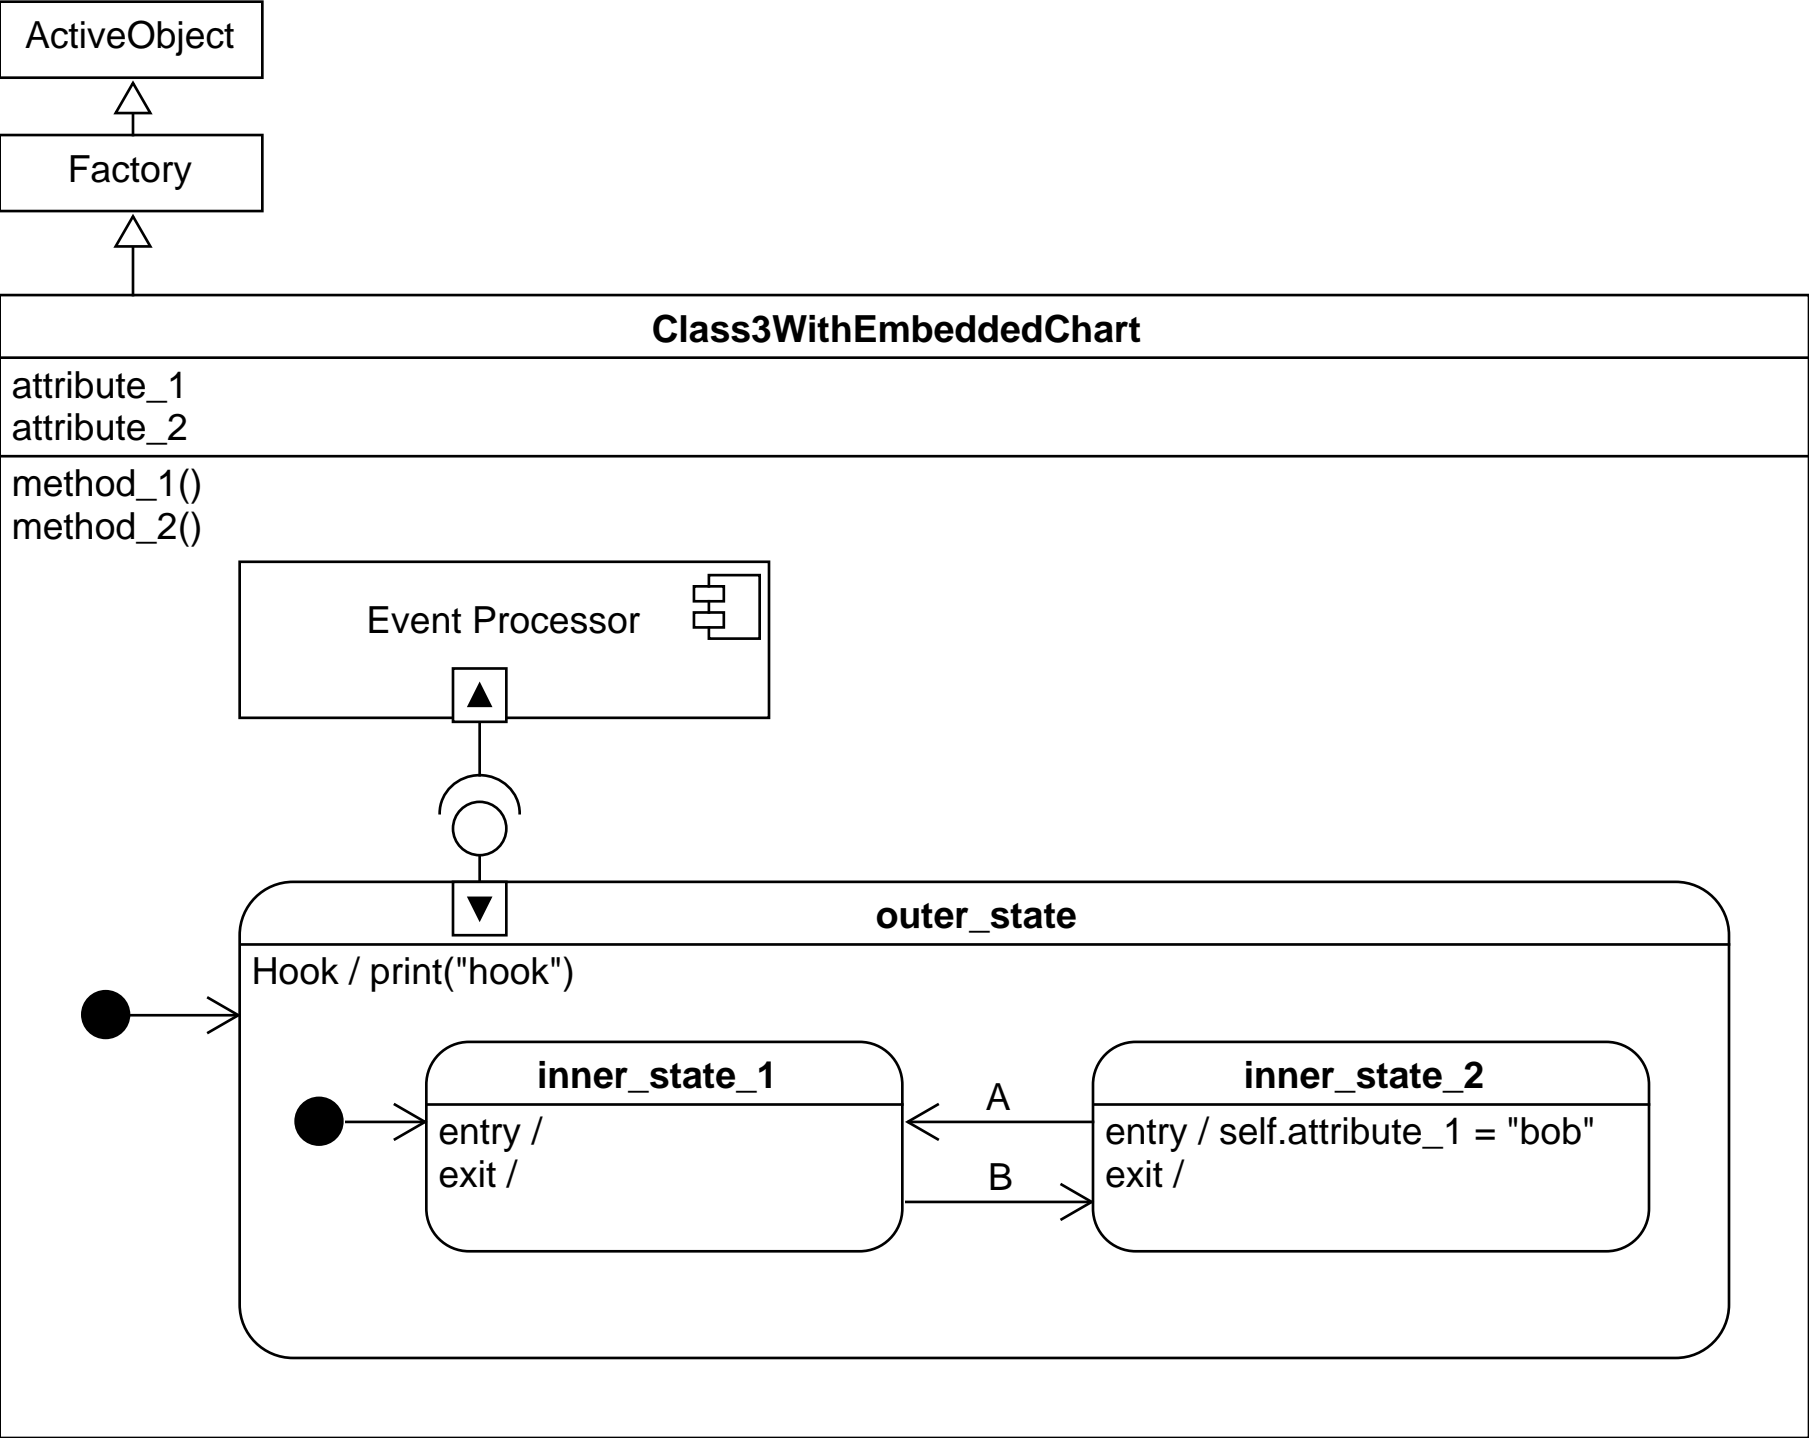 ActiveObject
Factory
Class3WithEmbeddedChart
attribute_1
attribute_2
method_1()
method_2()
Event Processor
outer_state
Hook / print("hook")
inner_state_1
entry /
exit /
A
B
inner_state_2
entry / self.attribute_1 = "bob"
exit /